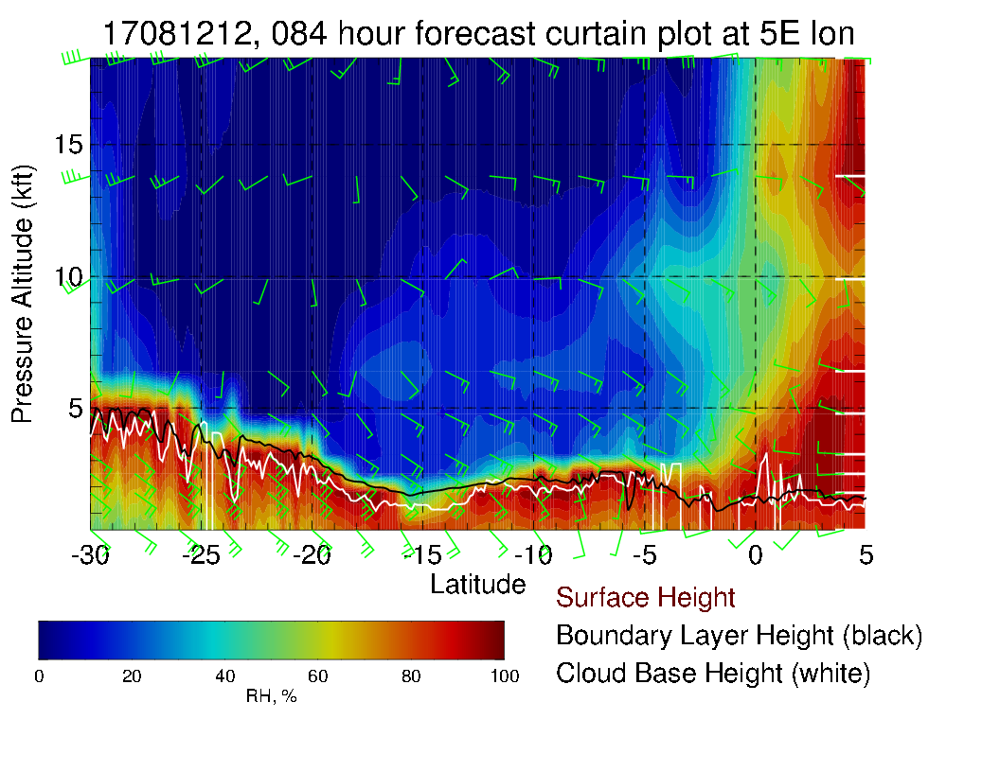 17081212, 084 hour forecast curtain plot at 5E lon
Pressure Altitude (kft)
15
10
5
-30 -25 -20 -15 -10 -5 0 5
Latitude
Surface Height
Boundary Layer Height (black)
Cloud Base Height (white)
0 20 40 60 80 100
RH, %